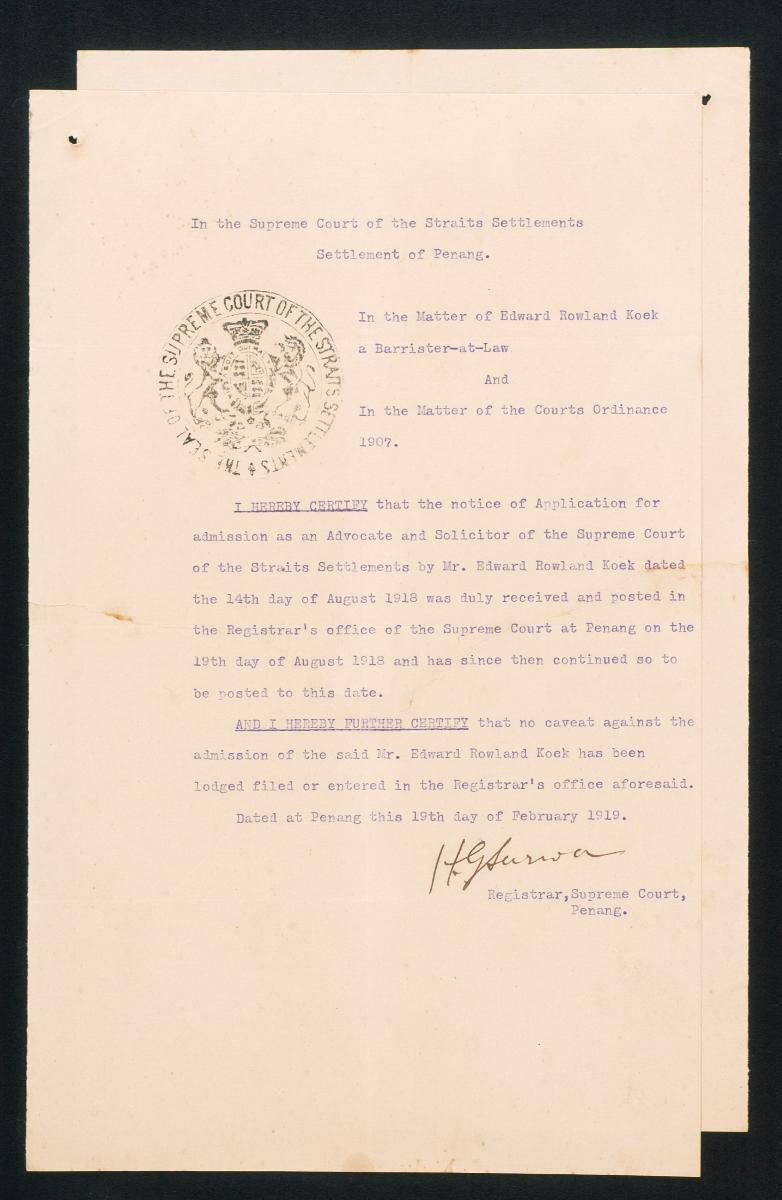 In the Supreme Court of the Straits Settlements
Settlement of Penang.
THE SEAL OF THE SUPREME COURT OF THE STRAITS SETTLEMENTS
In the Matter of Edward Rowland Koek
a Barrister-at-Law
And
In the Matter of the Courts Ordinance
1907.
I HEREBY CERTIFY that the notice of Application for
admission as an Advocate and Solicitor of the Supreme Court
of the Straits Settlements by Mr. Edward Rowland Koek dated
the 14th day of August 1918 was duly received and posted in
the Registrar's office of the Supreme Court at Penang on the
19th day of August 1918 and has since then continued so to
be posted to this date.
AND I HEREBY FURTHER CERTIFY that no caveat against the
admission of the said Mr. Edward Rowland Koek has been
lodged filed or entered in the Registrar's office aforesaid.
Dated at Penang this 19th day of February 1919.
Registrar,Supreme Court,
Penang.